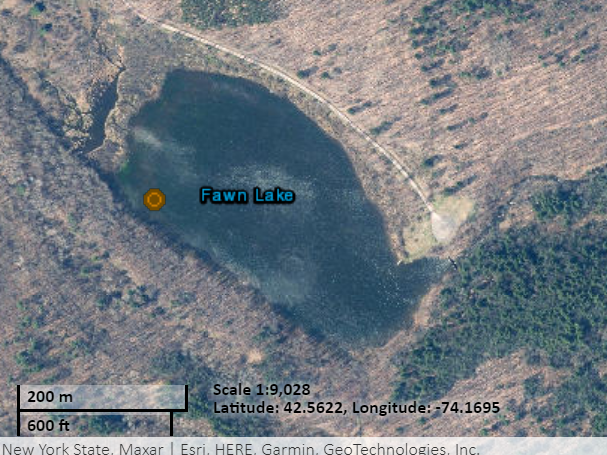 Fawn Lake
Scale 1:9,028
200 m
Latitude: 42.5622, Longitude: -74.1695
600 ft
New York State, Maxar | Esri, HERE, Garmin, GeoTechnologies, Inc.